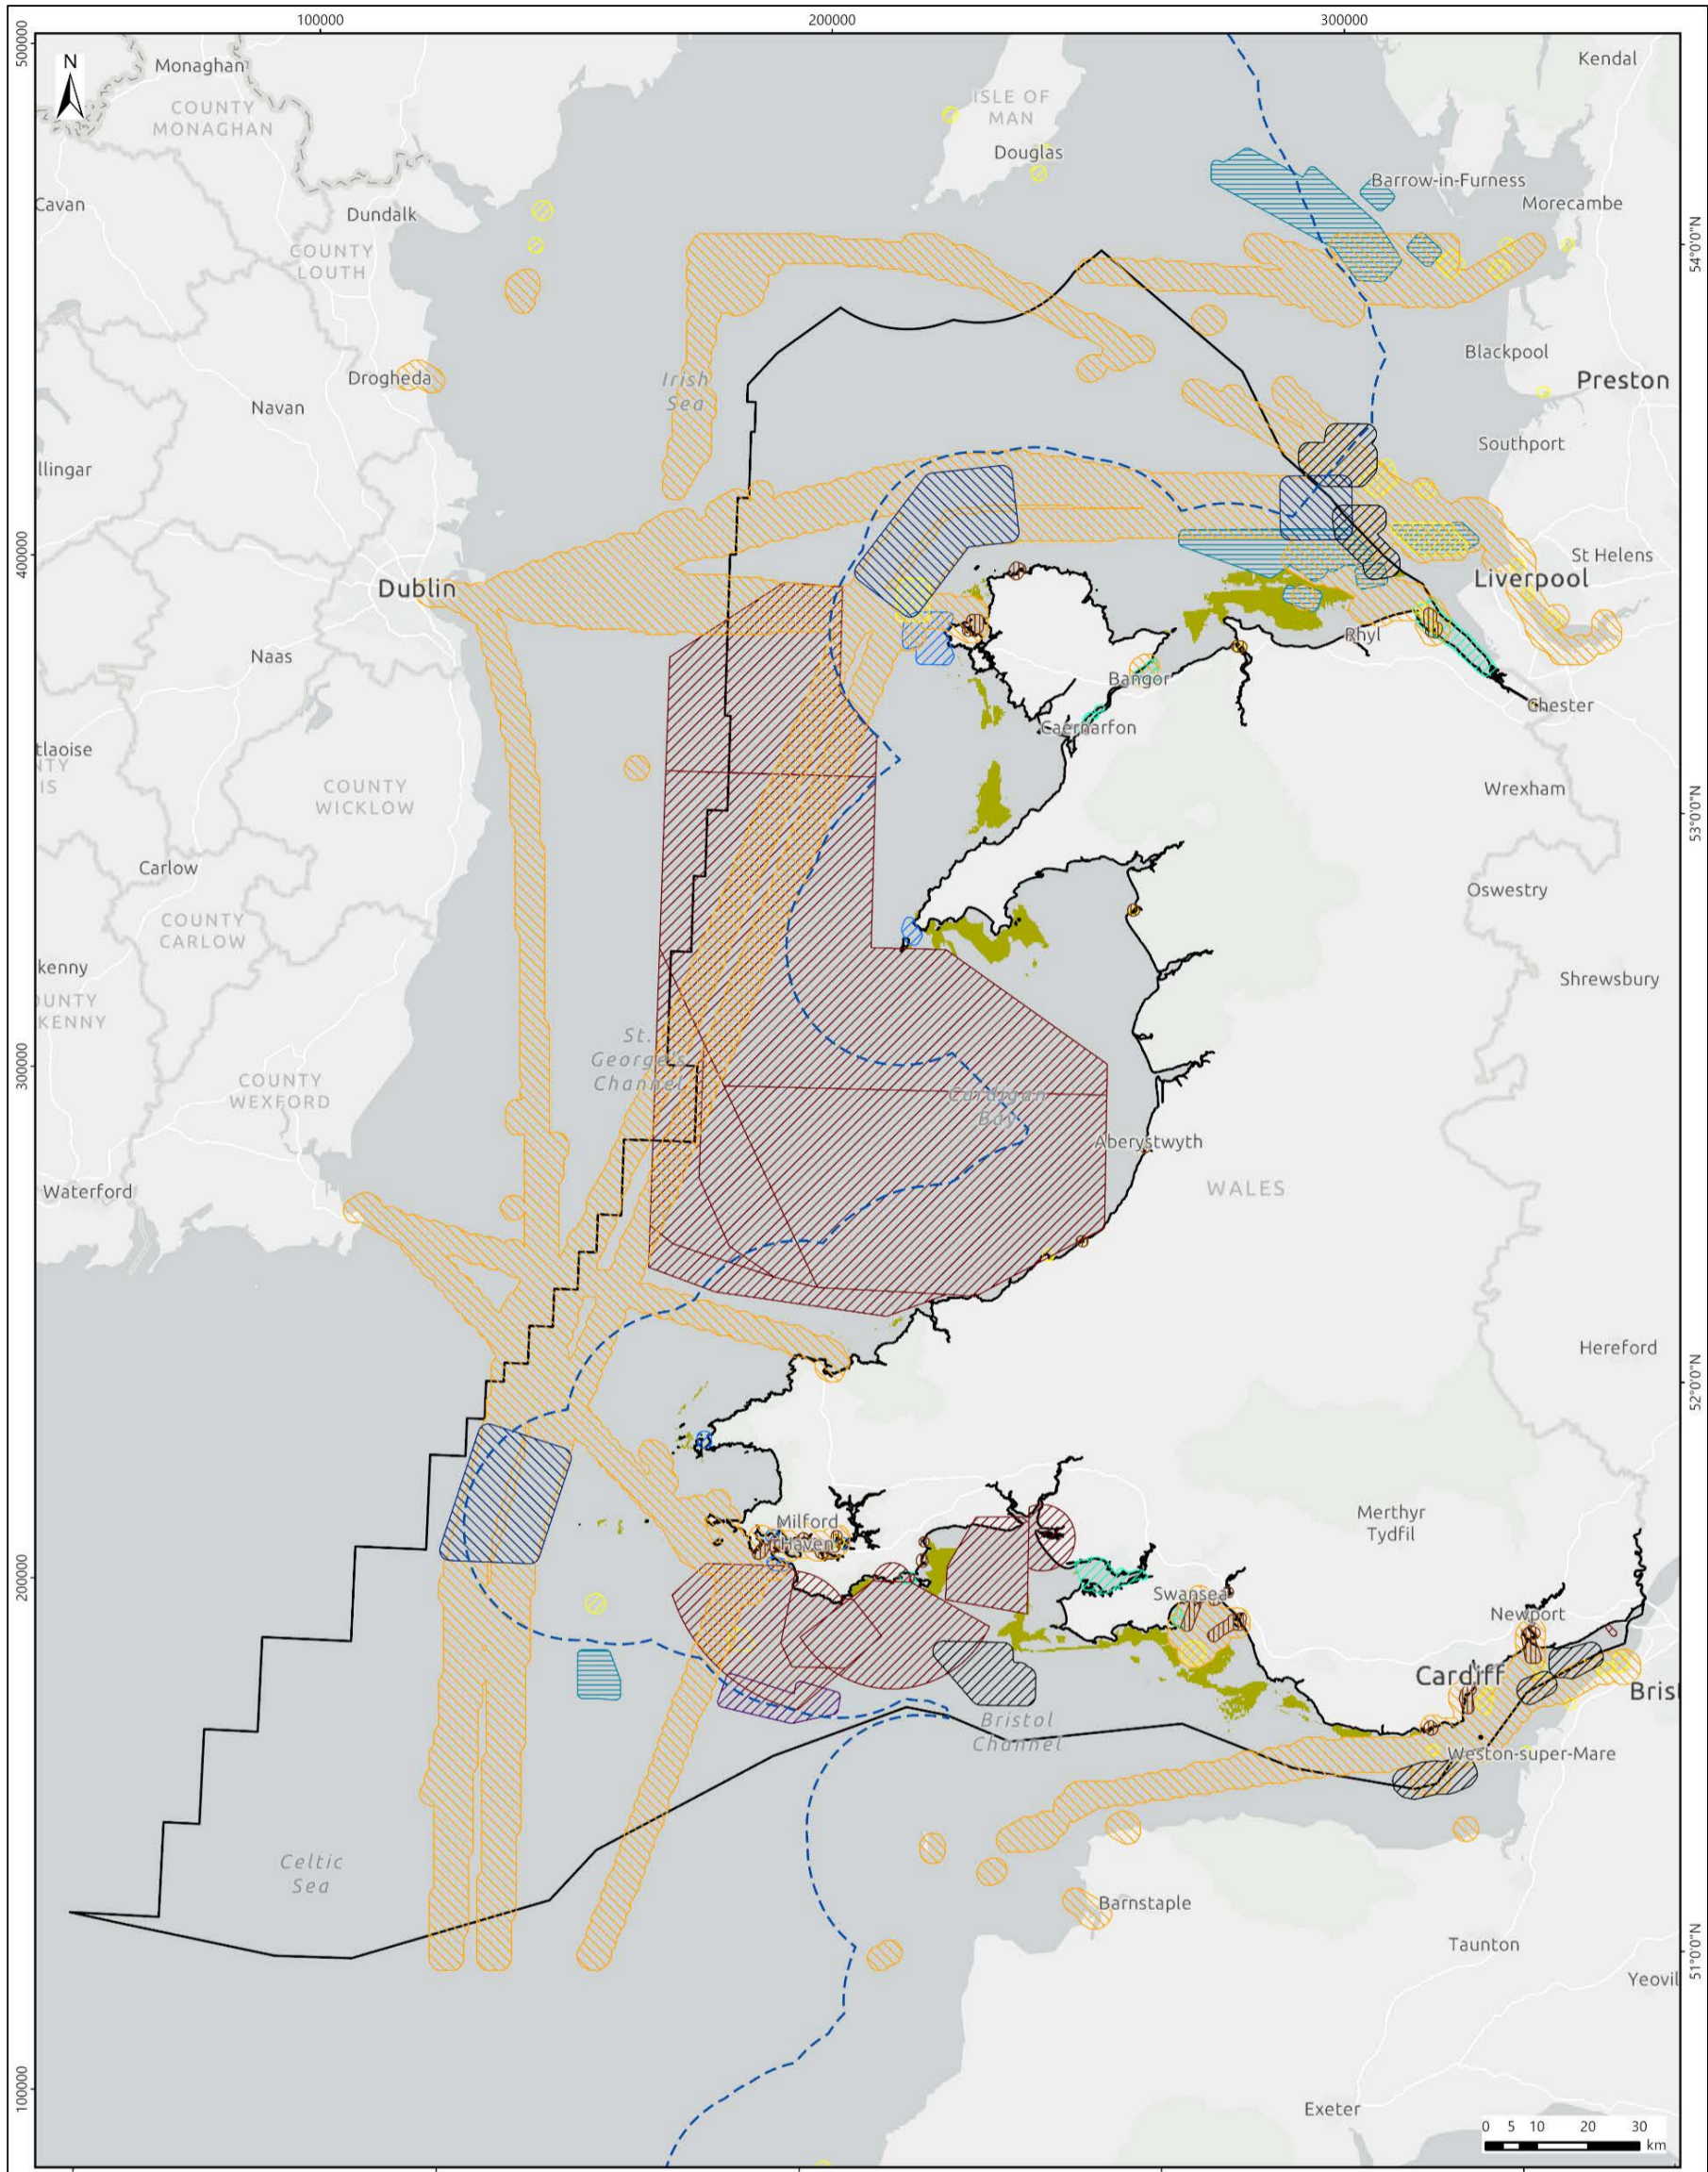 100000
200000
300000
500000
400000
300000
200000
100000
54°0'0"N
53°0'0"N
52°0'0"N
51°0'0"N
N
Monaghan
COUNTY
MONAGHAN
Cavan
Dundalk
COUNTY
LOUTH
Drogheda
Navan
llingar
Dublin
Naas
tlaoise
NTY
IS
COUNTY
WICKLOW
Carlow
COUNTY
CARLOW
kenny
OUNTY
KENNY
COUNTY
WEXFORD
Waterford
ISLE OF
MAN
Douglas
Irish
Sea
St.
George's
Channel
Cardigan
Bay
Celtic
Sea
Bristol
Channel
Kendal
Barrow-in-Furness
Morecambe
Blackpool
Preston
Southport
St Helens
Liverpool
Rhyl
Bangor
Caernarfon
Chester
Wrexham
Oswestry
Shrewsbury
Aberystwyth
WALES
Hereford
Milford
Haven
Merthyr
Tydfil
Swansea
Newport
Cardiff
Brist
Weston-super-Mare
Barnstaple
Taunton
Yeovil
Exeter
0 5 10 20 30
km